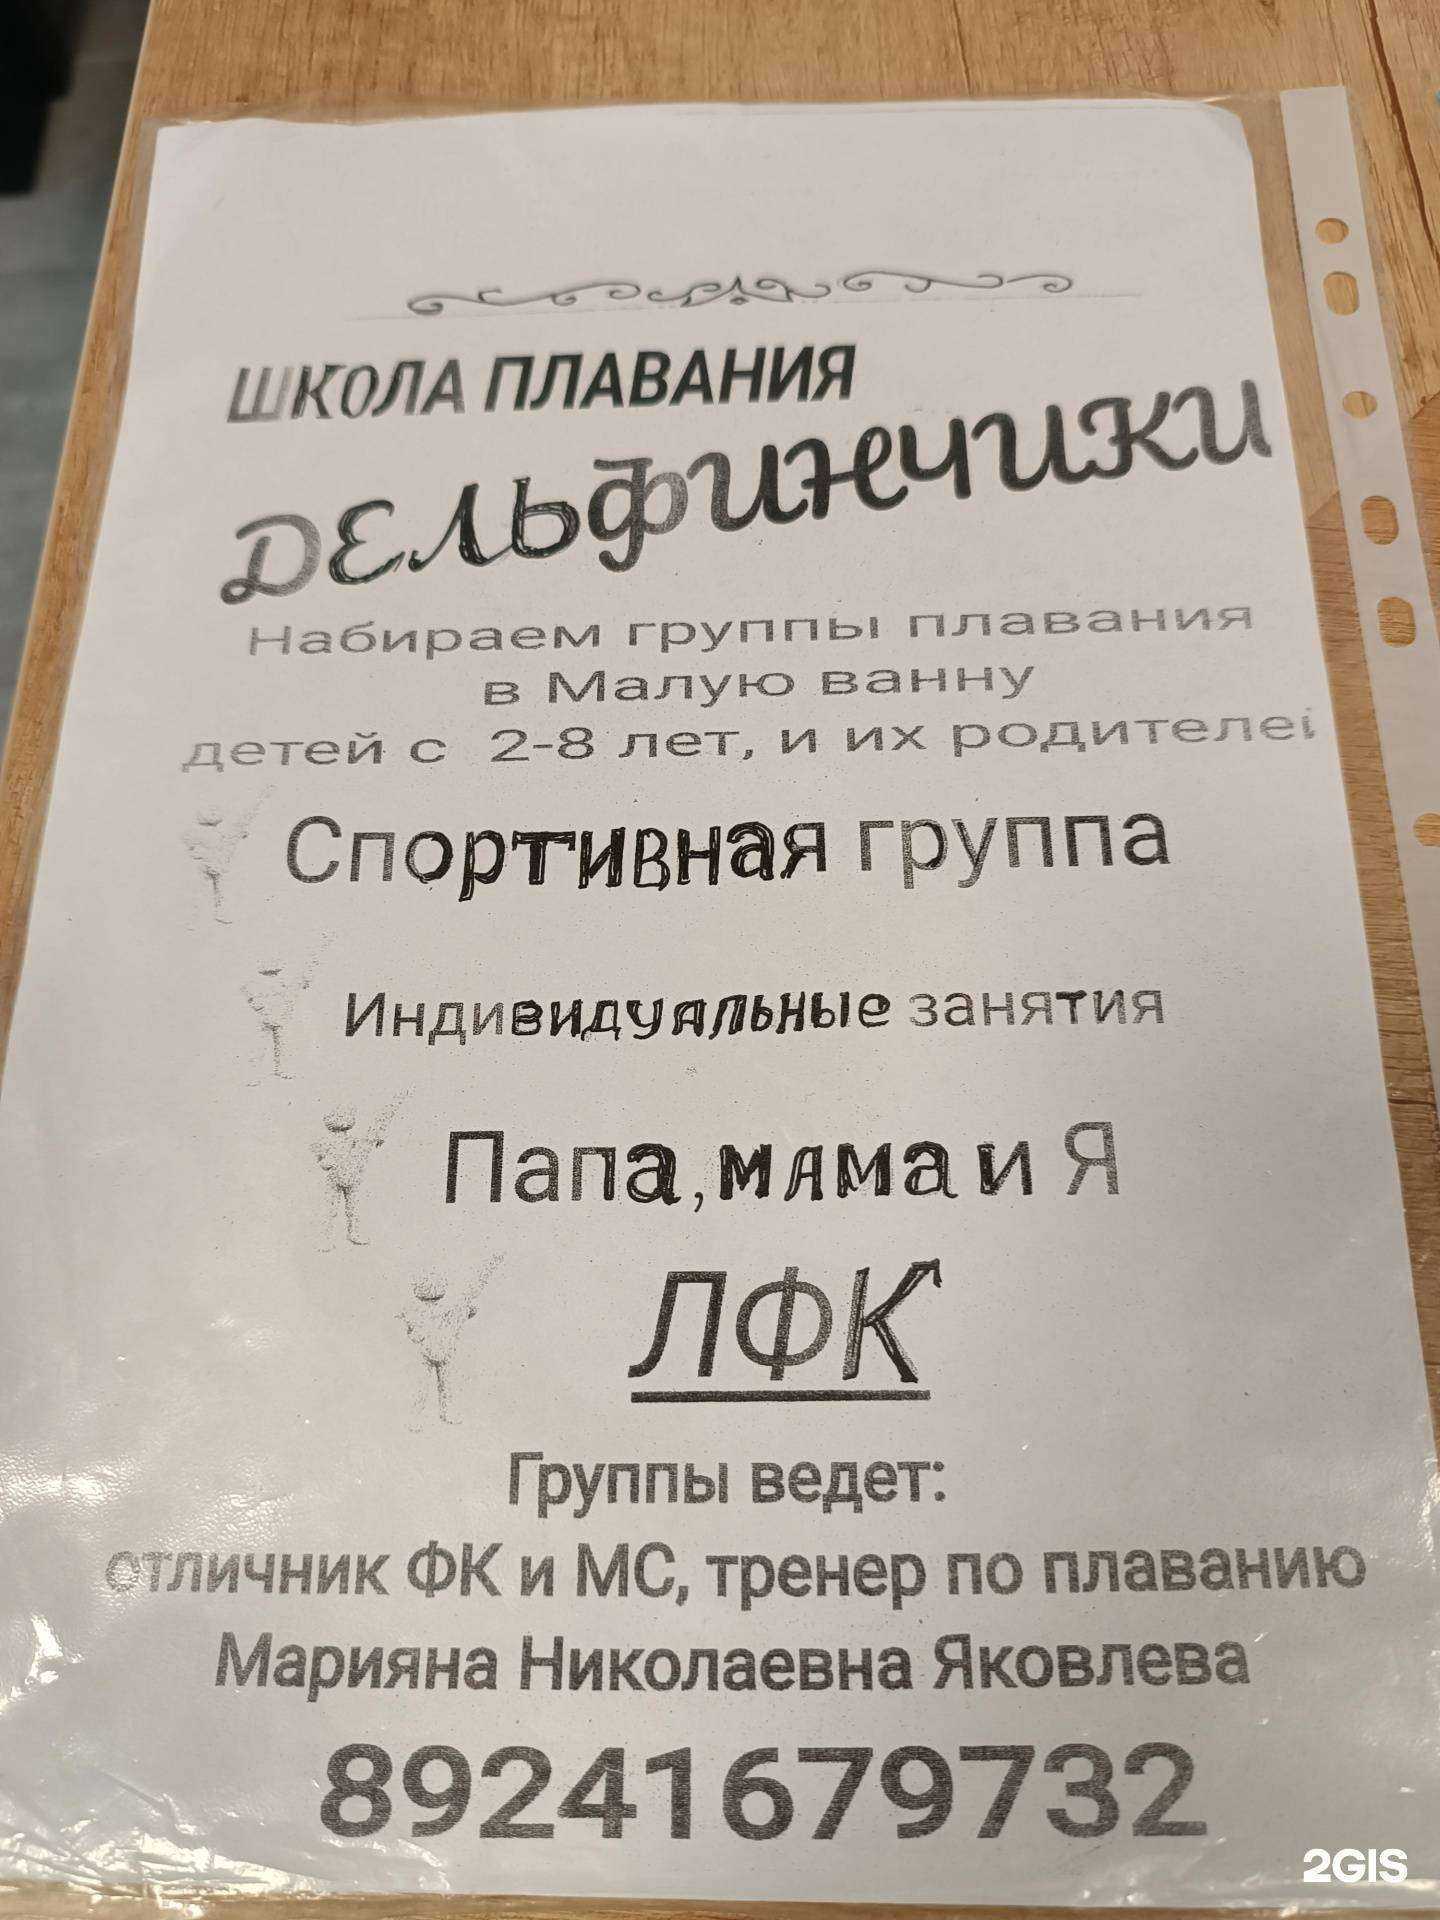 ШКОЛА ПЛАВАНИЯ
ДЕЛЬФИНЧИКИ
Набираем группы плавания
в Малую ванну
детей с 2-8 лет, и их родителей
Спортивная группа
Индивидуальные занятия
Папа, мама и Я
ЛФК
Группы ведет:
отличник ФК и МС, тренер по плаванию
Марияна Николаевна Яковлева
89241679732
2GIS